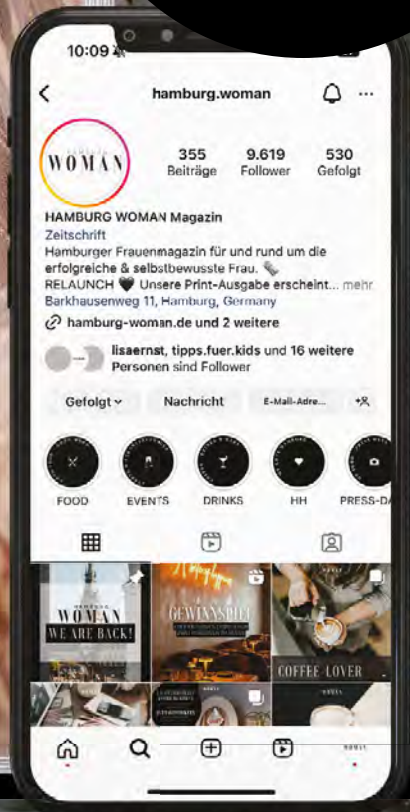 10:09
hamburg.woman
WOMAN
355
9.619
530
Beiträge
Follower
Gefolgt
HAMBURG WOMAN Magazin
Zeitschrift
Hamburger Frauenmagazin für und rund um die
erfolgreiche & selbstbewusste Frau.
RELAUNCH 🖤 Unsere Print-Ausgabe erscheint... mehr
Barkhausenweg 11, Hamburg, Germany
hamburg-woman.de und 2 weitere
lisaernst, tipps.fuer.kids und 16 weitere
Personen sind Follower
Gefolgt
Nachricht
E-Mail-Adre...
FOOD
EVENTS
DRINKS
HH
PRESS-DA
WOMAN
WE ARE BACK!
GEWINNSPIEL
COFFEE-LOVER
WOMAN